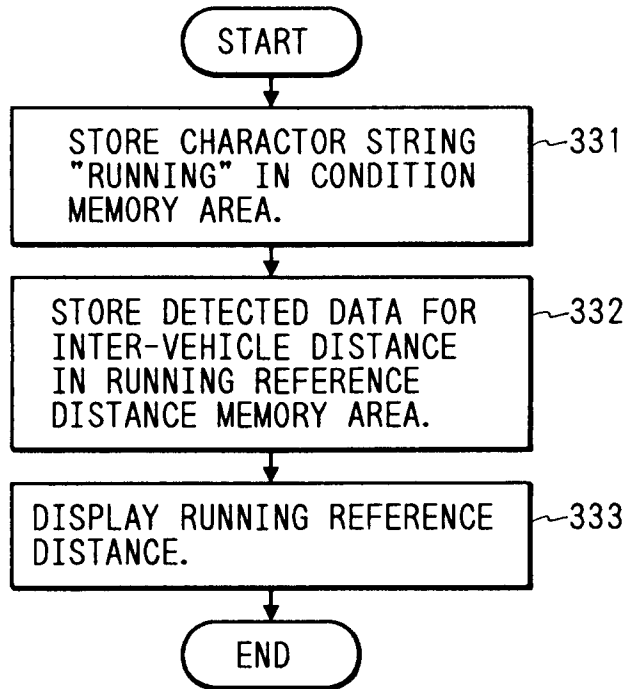 START
STORE CHARACTOR STRING
"RUNNING" IN CONDITION
MEMORY AREA.
331
STORE DETECTED DATA FOR
INTER-VEHICLE DISTANCE
IN RUNNING REFERENCE
DISTANCE MEMORY AREA.
332
DISPLAY RUNNING REFERENCE
DISTANCE.
333
END